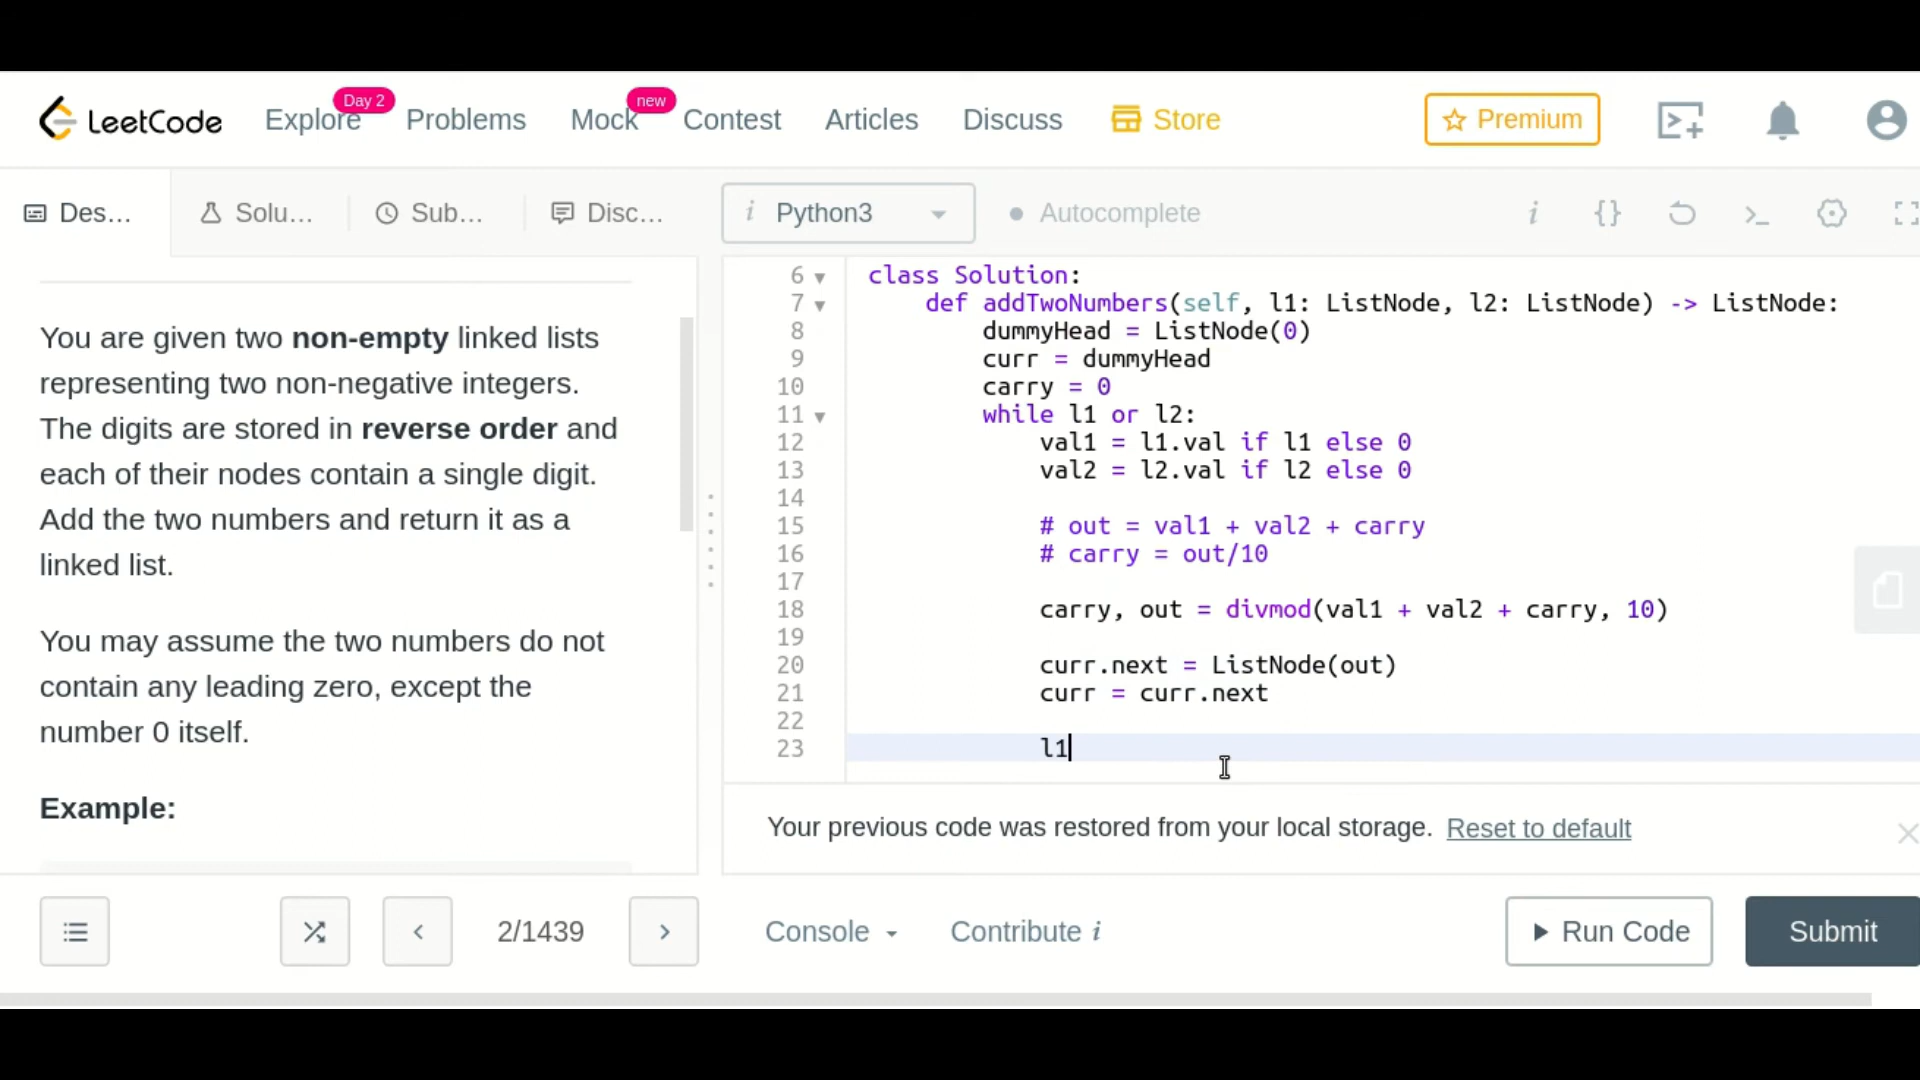 LeetCode
Explore
Day 2
Problems
Mock
new
Contest
Articles
Discuss
Store
Premium
Des...
Solu...
Sub...
Disc...
i Python3
Autocomplete
i
{}
>_
You are given two non-empty linked lists
representing two non-negative integers.
The digits are stored in reverse order and
each of their nodes contain a single digit.
Add the two numbers and return it as a
linked list.
You may assume the two numbers do not
contain any leading zero, except the
number 0 itself.
Example:
6 class Solution:
7 def addTwoNumbers(self, l1: ListNode, l2: ListNode) -> ListNode:
8 dummyHead = ListNode(0)
9 curr = dummyHead
10 carry = 0
11 while l1 or l2:
12 val1 = l1.val if l1 else 0
13 val2 = l2.val if l2 else 0
14
15 # out = val1 + val2 + carry
16 # carry = out/10
17
18 carry, out = divmod(val1 + val2 + carry, 10)
19
20 curr.next = ListNode(out)
21 curr = curr.next
22
23 l1
Your previous code was restored from your local storage. Reset to default
2/1439
Console
Contribute i
Run Code
Submit